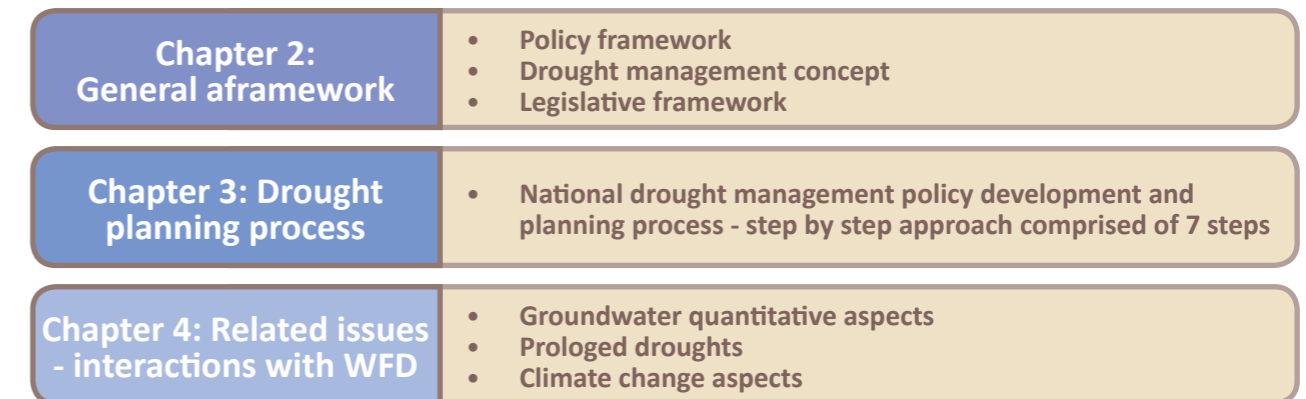 Chapter 2:
General aframework
• Policy framework
• Drought management concept
• Legislative framework
Chapter 3: Drought
planning process
• National drought management policy development and
planning process - step by step approach comprised of 7 steps
Chapter 4: Related issues
- interactions with WFD
• Groundwater quantitative aspects
• Prologed droughts
• Climate change aspects